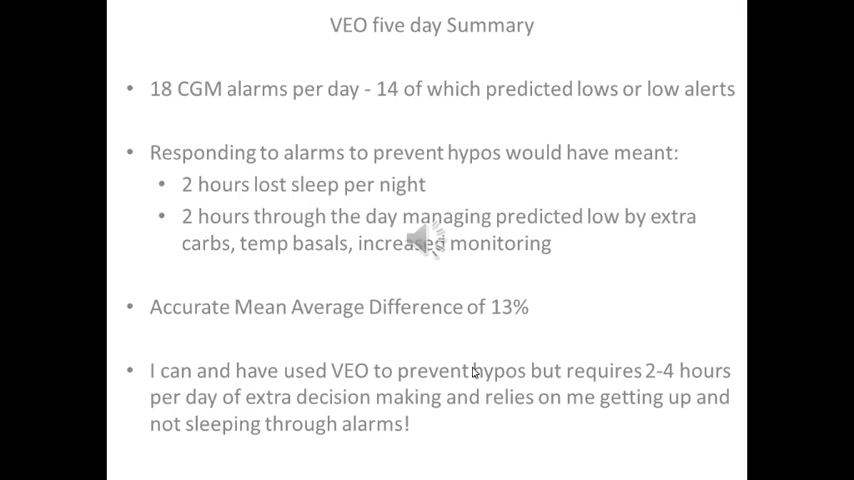 VEO five day Summary
• 18 CGM alarms per day - 14 of which predicted lows or low alerts
• Responding to alarms to prevent hypos would have meant:
• 2 hours lost sleep per night
• 2 hours through the day managing predicted low by extra
carbs, temp basals, increased monitoring
• Accurate Mean Average Difference of 13%
• I can and have used VEO to prevent hypos but requires 2-4 hours
per day of extra decision making and relies on me getting up and
not sleeping through alarms!